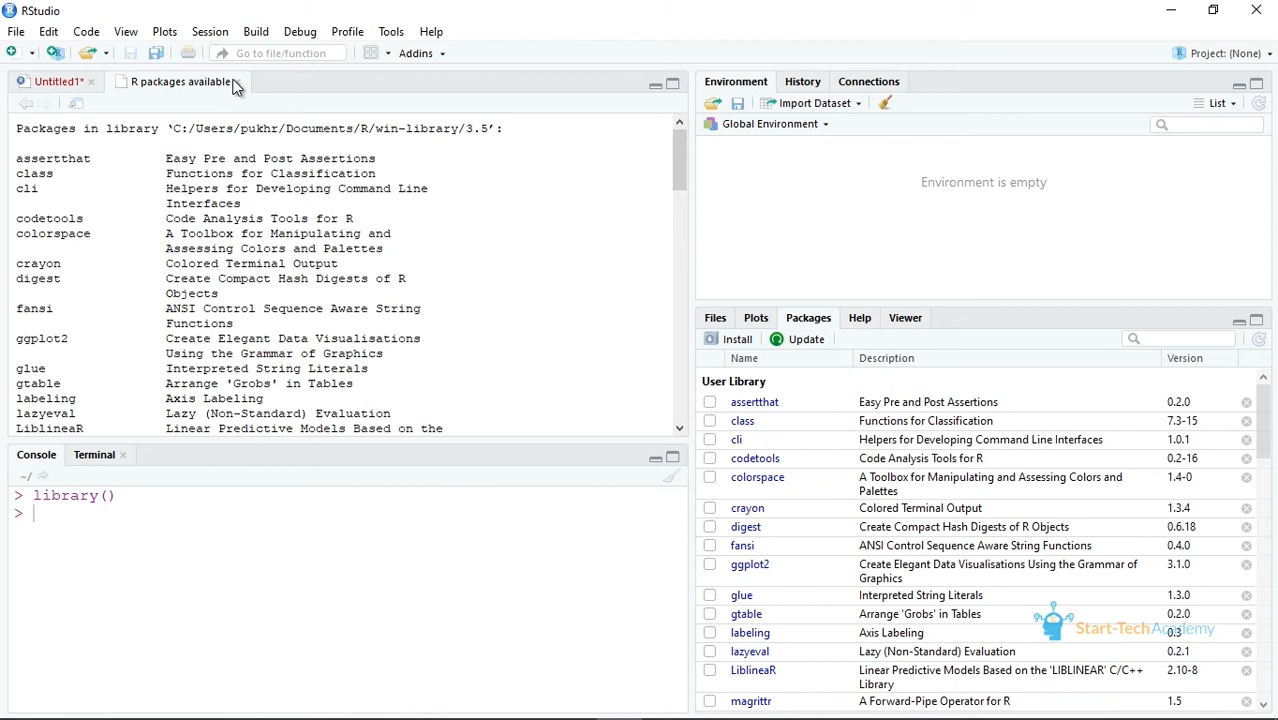 RStudio
File Edit Code View Plots Session Build Debug Profile Tools Help
Go to file/function Addins Project: (None)
Untitled1* R packages available
Packages in library ‘C:/Users/pukhr/Documents/R/win-library/3.5’:
assertthat Easy Pre and Post Assertions
class Functions for Classification
cli Helpers for Developing Command Line
Interfaces
codetools Code Analysis Tools for R
colorspace A Toolbox for Manipulating and
Assessing Colors and Palettes
crayon Colored Terminal Output
digest Create Compact Hash Digests of R
Objects
fansi ANSI Control Sequence Aware String
Functions
ggplot2 Create Elegant Data Visualisations
Using the Grammar of Graphics
glue Interpreted String Literals
gtable Arrange 'Grobs' in Tables
labeling Axis Labeling
lazyeval Lazy (Non-Standard) Evaluation
LiblineaR Linear Predictive Models Based on the
Console Terminal
~/
> library()
>
Environment History Connections
Import Dataset List
Global Environment
Environment is empty
Files Plots Packages Help Viewer
Install Update
Name Description Version
User Library
assertthat Easy Pre and Post Assertions 0.2.0
class Functions for Classification 7.3-15
cli Helpers for Developing Command Line Interfaces 1.0.1
codetools Code Analysis Tools for R 0.2-16
colorspace A Toolbox for Manipulating and Assessing Colors and 1.4-0
Palettes
crayon Colored Terminal Output 1.3.4
digest Create Compact Hash Digests of R Objects 0.6.18
fansi ANSI Control Sequence Aware String Functions 0.4.0
ggplot2 Create Elegant Data Visualisations Using the Grammar of 3.1.0
Graphics
glue Interpreted String Literals 1.3.0
gtable Arrange 'Grobs' in Tables 0.2.0
labeling Axis Labeling 0.3
Start-TechAcademy
lazyeval Lazy (Non-Standard) Evaluation 0.2.1
LiblineaR Linear Predictive Models Based on the 'LIBLINEAR' C/C++ 2.10-8
Library
magrittr A Forward-Pipe Operator for R 1.5